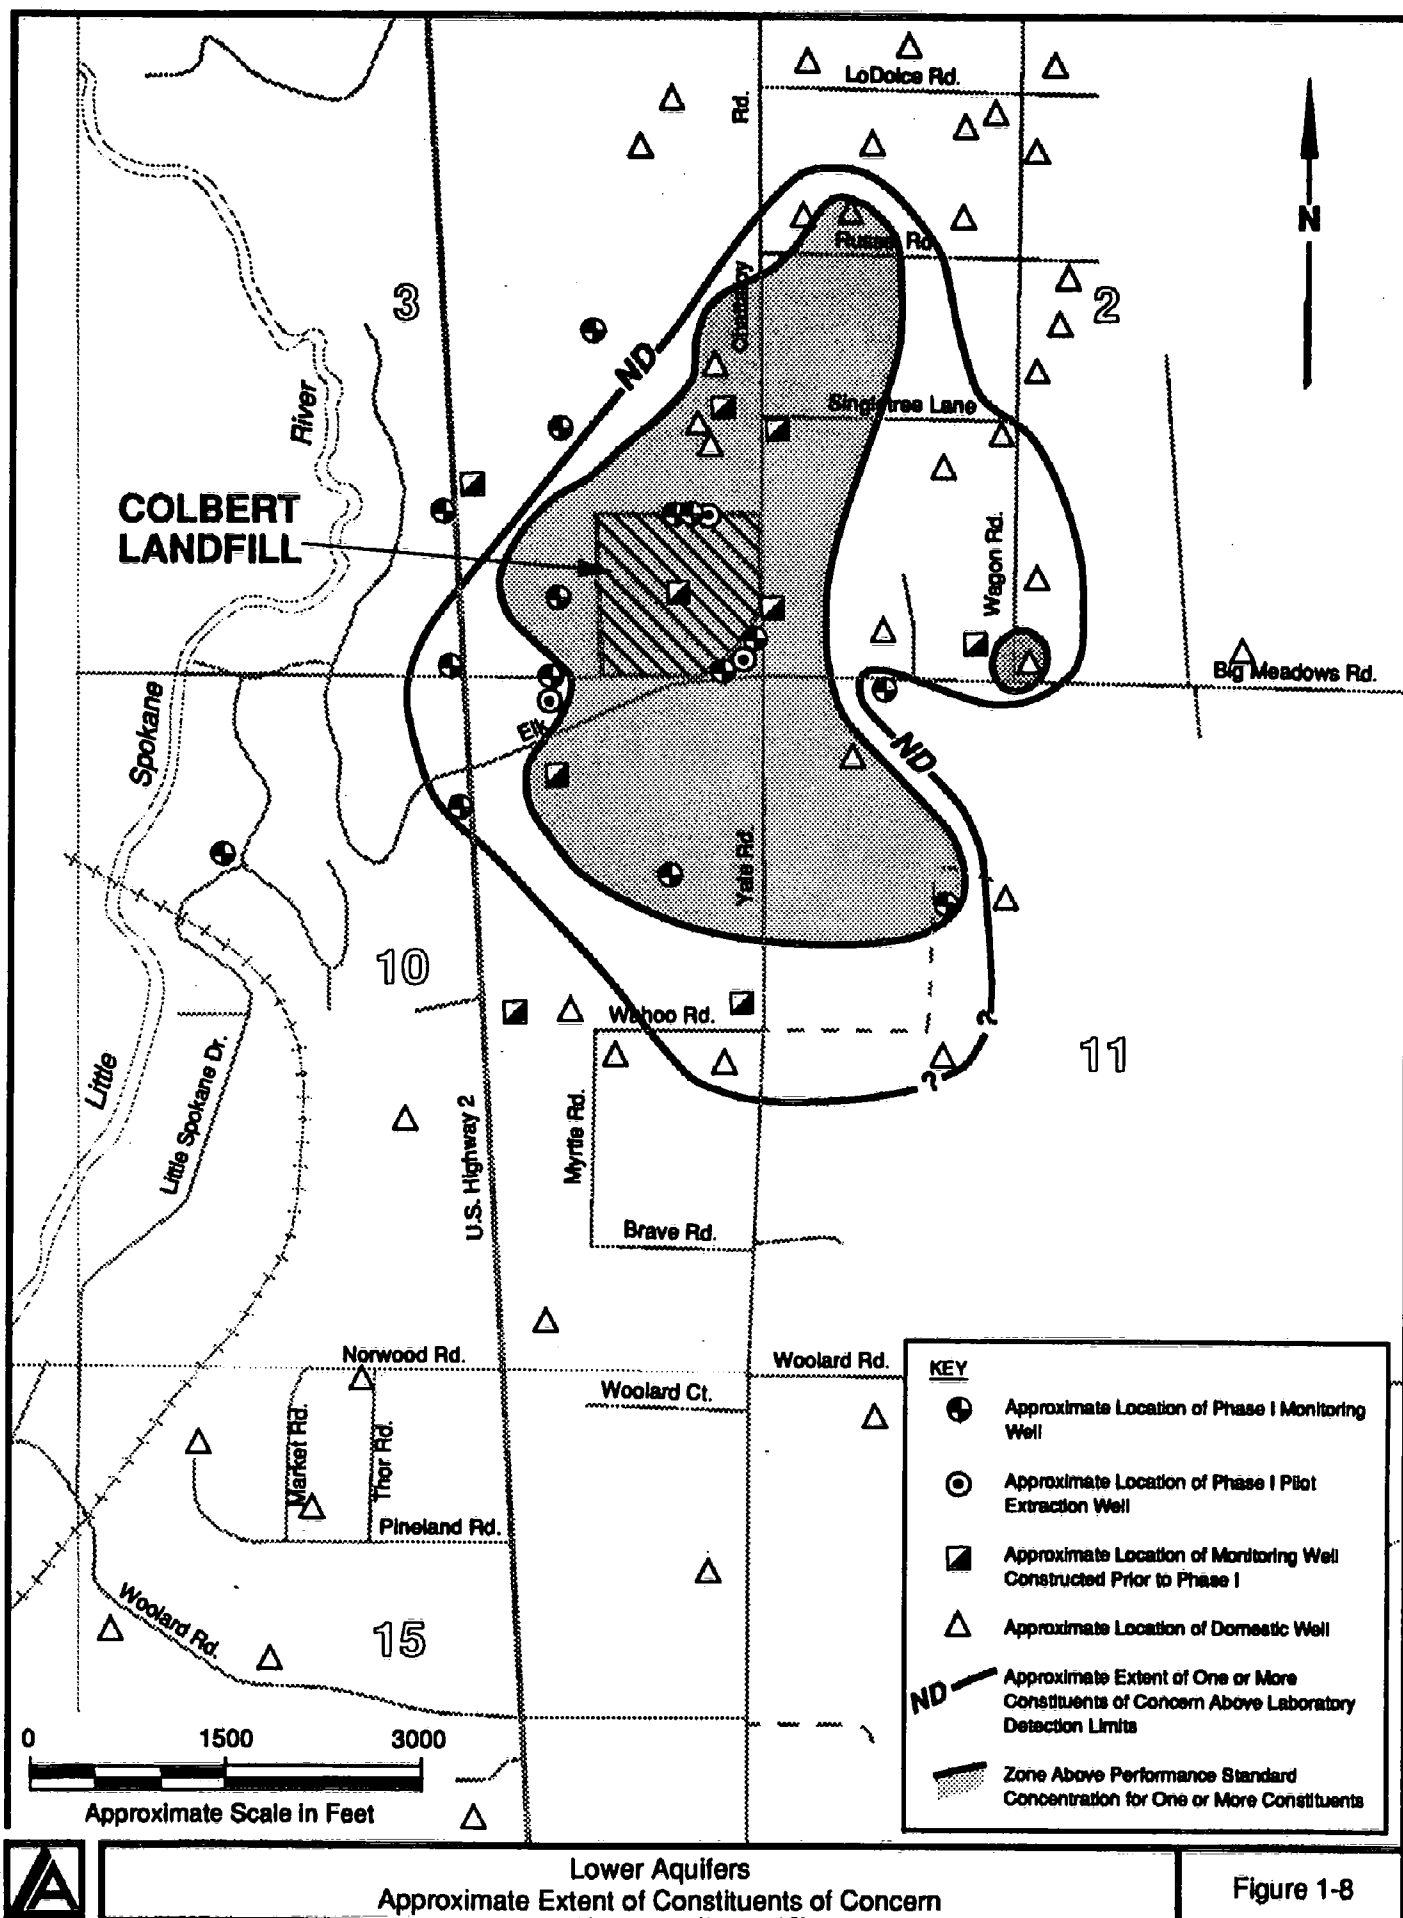 LoDolce Rd.
Rd.
N
Russel Rd
3
Chattaroy
2
ND
River
Singletree Lane
COLBERT
LANDFILL
Wagon Rd.
Big Meadows Rd.
Elk
ND
Spokane
Yale Rd
10
Wahoo Rd.
?
11
?
Little
Little Spokane Dr.
U.S. Highway 2
Myrtle Rd.
Brave Rd.
Norwood Rd.
Woolard Rd.
Woolard Ct.
Market Rd.
Thor Rd.
Pineland Rd.
Woolard Rd.
15
0 1500 3000
Approximate Scale in Feet
KEY
Approximate Location of Phase I Monitoring
Well
Approximate Location of Phase I Pilot
Extraction Well
Approximate Location of Monitoring Well
Constructed Prior to Phase I
Approximate Location of Domestic Well
ND
Approximate Extent of One or More
Constituents of Concern Above Laboratory
Detection Limits
Zone Above Performance Standard
Concentration for One or More Constituents
Lower Aquifers
Approximate Extent of Constituents of Concern
Figure 1-8